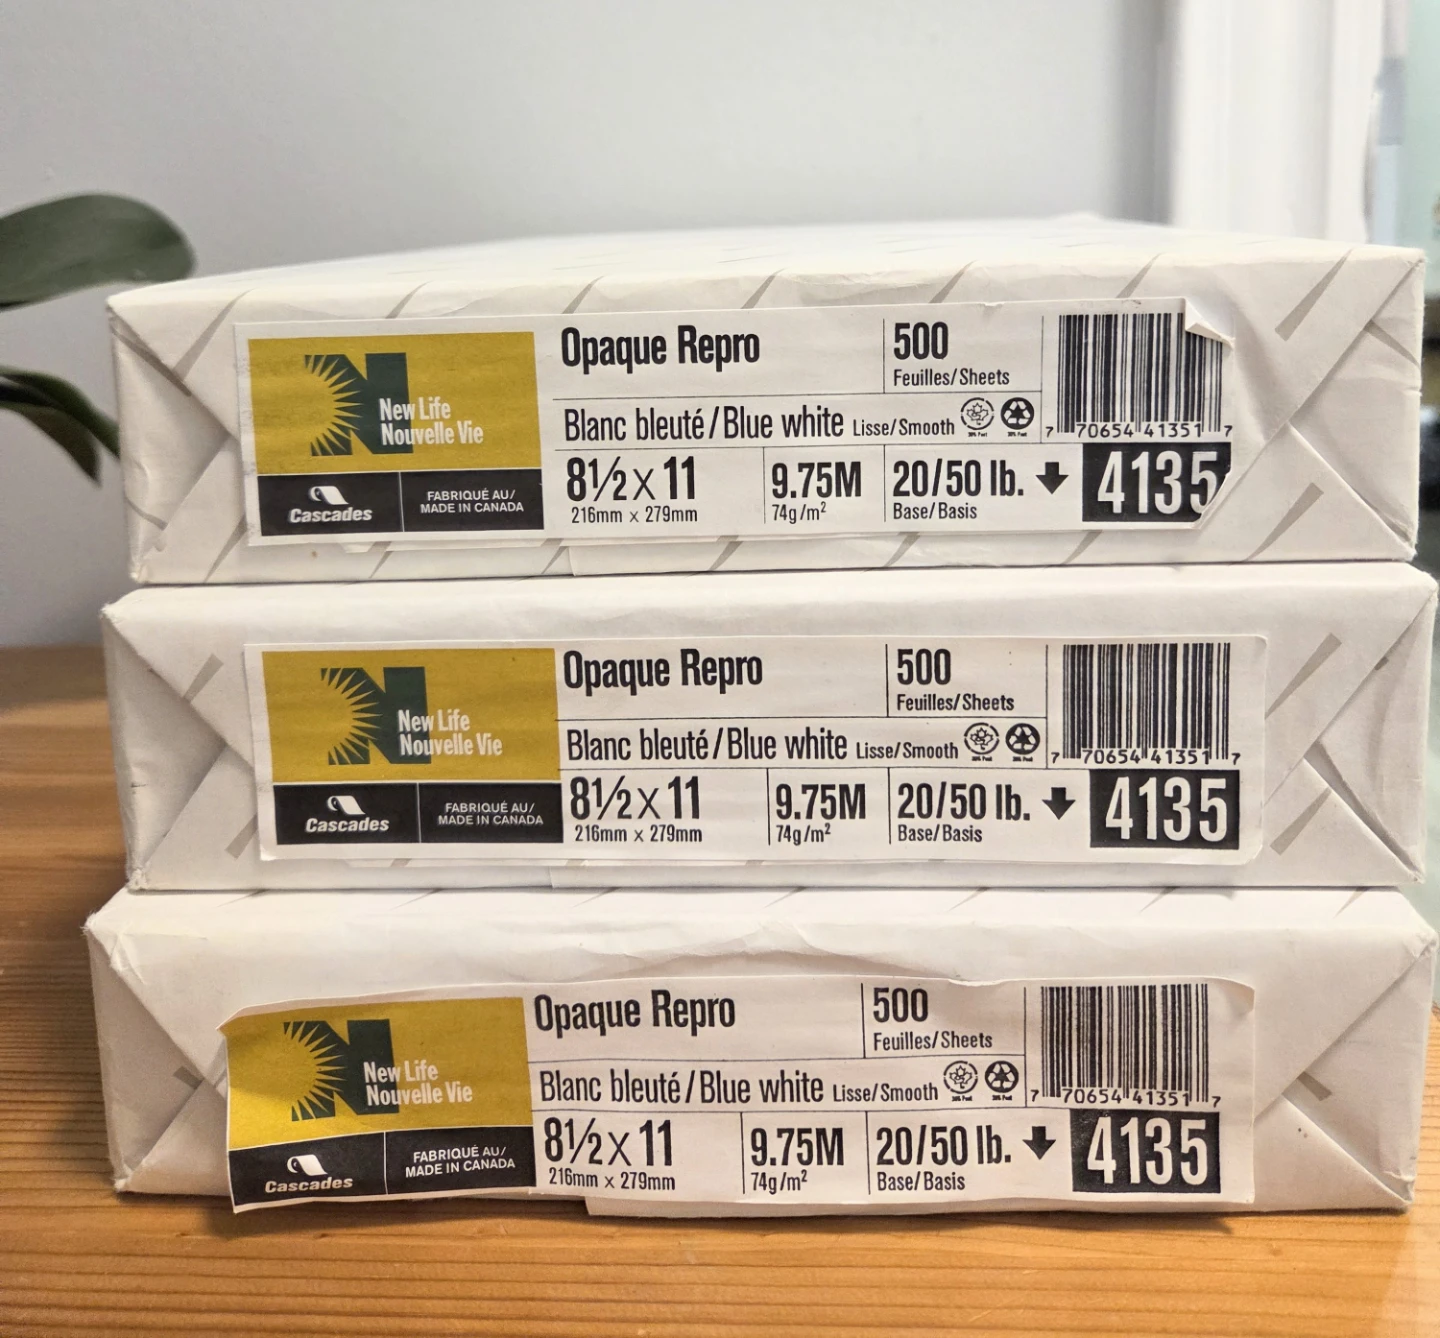 Opaque Repro
500
Feuilles/Sheets
New Life
Nouvelle Vie
Blanc bleuté/Blue white Lisse/Smooth
7 70654 41351 7
8½ x 11
216mm x 279mm
9.75M
74g/m²
20/50 lb.
Base/Basis
4135
Cascades
FABRIQUÉ AU/
MADE IN CANADA
Opaque Repro
500
Feuilles/Sheets
New Life
Nouvelle Vie
Blanc bleuté/Blue white Lisse/Smooth
7 70654 41351 7
8½ x 11
216mm x 279mm
9.75M
74g/m²
20/50 lb.
Base/Basis
4135
Cascades
FABRIQUÉ AU/
MADE IN CANADA
Opaque Repro
500
Feuilles/Sheets
New Life
Nouvelle Vie
Blanc bleuté/Blue white Lisse/Smooth
7 70654 41351 7
8½ x 11
216mm x 279mm
9.75M
74g/m²
20/50 lb.
Base/Basis
4135
Cascades
FABRIQUÉ AU/
MADE IN CANADA